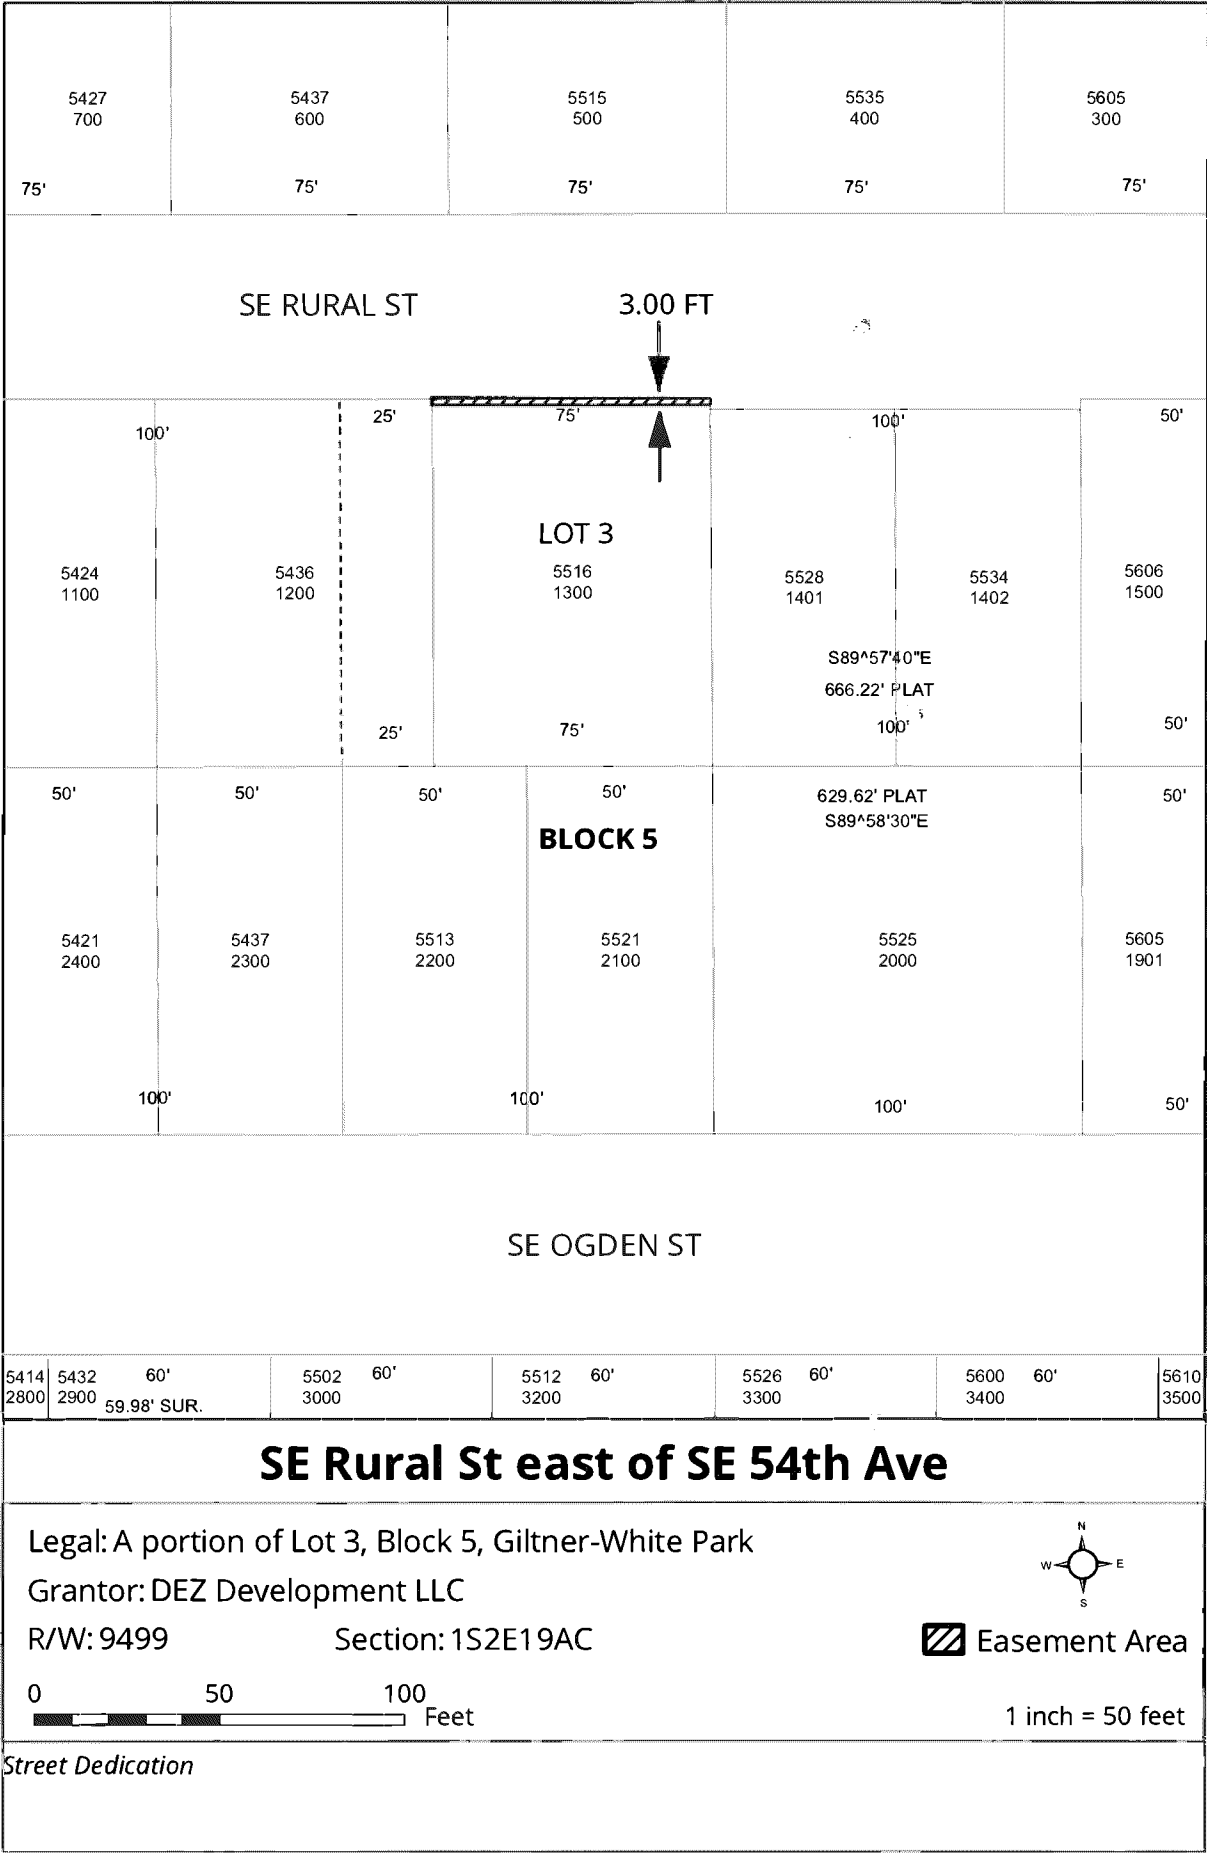 5427 5437 5515 5535 5605
700 600 500 400 300
75' 75' 75' 75' 75'
SE RURAL ST 3.00 FT
100' 25' 75' 100' 50'
LOT 3
5424 5436 5516 5528 5534 5606
1100 1200 1300 1401 1402 1500
S89^57'40"E
666.22' PLAT
25' 75' 100' 50'
50' 50' 50' 50' 629.62' PLAT 50'
S89^58'30"E
BLOCK 5
5421 5437 5513 5521 5525 5605
2400 2300 2200 2100 2000 1901
100' 100' 100' 50'
SE OGDEN ST
5414 5432 60' 5502 60' 5512 60' 5526 60' 5600 60' 5610
2800 2900 59.98' SUR. 3000 3200 3300 3400 3500
SE Rural St east of SE 54th Ave
Legal: A portion of Lot 3, Block 5, Giltner-White Park
Grantor: DEZ Development LLC
R/W: 9499 Section: 1S2E19AC
N
W E
S
Easement Area
0 50 100
Feet
1 inch = 50 feet
Street Dedication